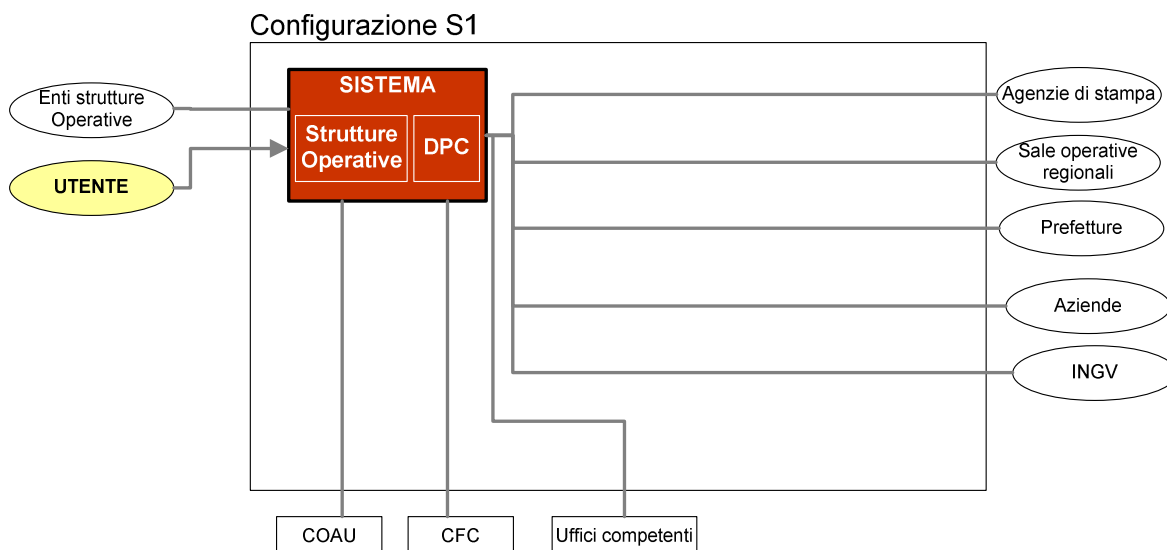 Configurazione S1
Enti strutture
Operative
UTENTE
SISTEMA
Strutture
Operative
DPC
Agenzie di stampa
Sale operative
regionali
Prefetture
Aziende
INGV
COAU
CFC
Uffici competenti